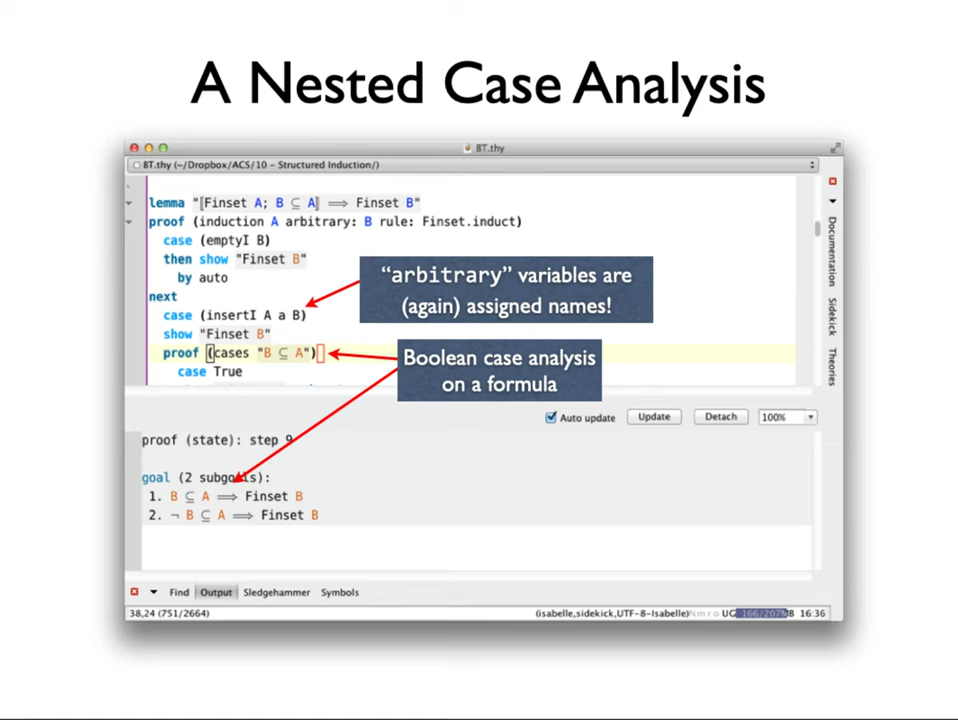 A Nested Case Analysis
BT.thy
BT.thy (~/Dropbox/ACS/10 - Structured Induction/)
lemma "⟦Finset A; B ⊆ A⟧ ⟹ Finset B"
proof (induction A arbitrary: B rule: Finset.induct)
case (emptyI B)
then show "Finset B"
by auto
next
case (insertI A a B)
show "Finset B"
proof (cases "B ⊆ A")
case True
“arbitrary” variables are
(again) assigned names!
Boolean case analysis
on a formula
Documentation
Sidekick
Theories
Auto update
Update
Detach
100%
proof (state): step 9
goal (2 subgoals):
1. B ⊆ A ⟹ Finset B
2. ¬ B ⊆ A ⟹ Finset B
Find
Output
Sledgehammer
Symbols
38,24 (751/2664)
(isabelle,sidekick,UTF-8-Isabelle)Nmro UG 166/207MB 16:36